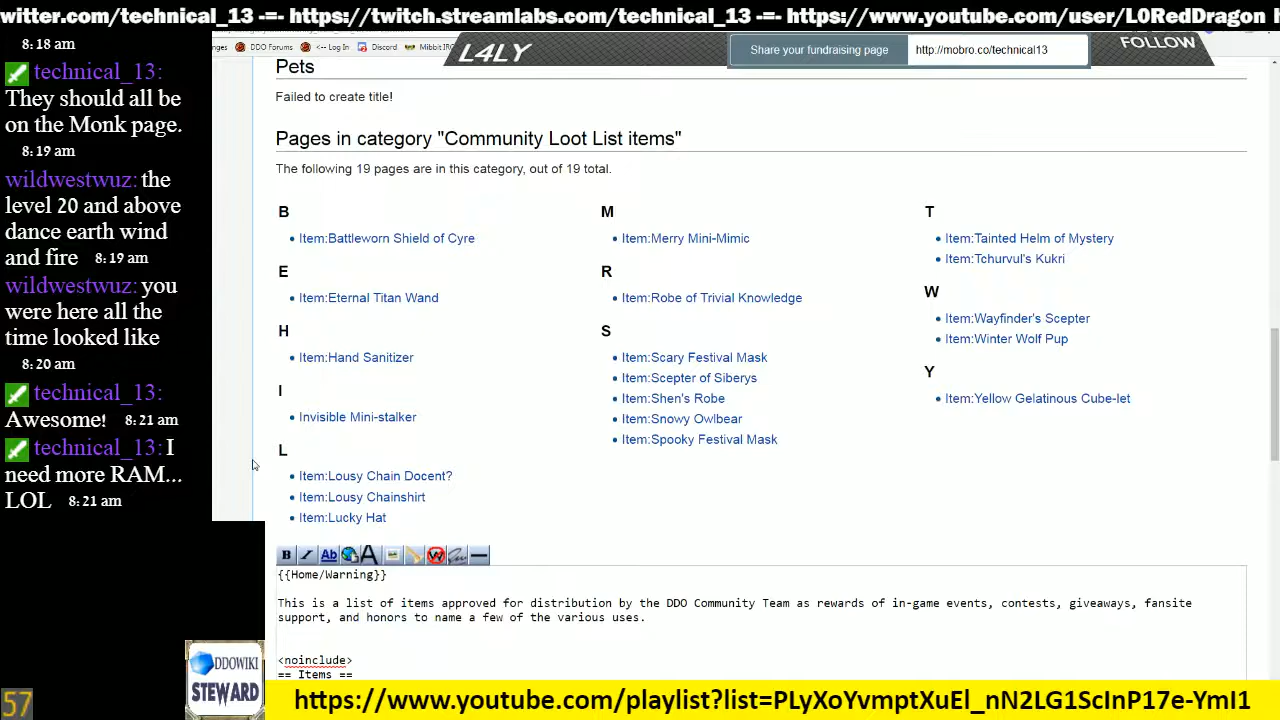 witter.com/technical_13 -=- https://twitch.streamlabs.com/technical_13 -=- https://www.youtube.com/user/L0RedDragon
8:18 am
technical_13:
They should all be
on the Monk page.
8:19 am
wildwestwuz: the
level 20 and above
dance earth wind
and fire 8:19 am
wildwestwuz: you
were here all the
time looked like
8:20 am
technical_13:
Awesome! 8:21 am
technical_13: I
need more RAM...
LOL 8:21 am
DDOWIKI
STEWARD
57
nges DDO Forums <-- Log In Discord Mibbit IR
L4LY
Share your fundraising page http://mobro.co/technical13
FOLLOW
Pets
Failed to create title!
Pages in category "Community Loot List items"
The following 19 pages are in this category, out of 19 total.
B
Item:Battleworn Shield of Cyre
E
Item:Eternal Titan Wand
H
Item:Hand Sanitizer
I
Invisible Mini-stalker
L
Item:Lousy Chain Docent?
Item:Lousy Chainshirt
Item:Lucky Hat
M
Item:Merry Mini-Mimic
R
Item:Robe of Trivial Knowledge
S
Item:Scary Festival Mask
Item:Scepter of Siberys
Item:Shen's Robe
Item:Snowy Owlbear
Item:Spooky Festival Mask
T
Item:Tainted Helm of Mystery
Item:Tchurvul's Kukri
W
Item:Wayfinder's Scepter
Item:Winter Wolf Pup
Y
Item:Yellow Gelatinous Cube-let
B I Ab A W
{{Home/Warning}}
This is a list of items approved for distribution by the DDO Community Team as rewards of in-game events, contests, giveaways, fansite
support, and honors to name a few of the various uses.
<noinclude>
== Items ==
https://www.youtube.com/playlist?list=PLyXoYvmptXuEl_nN2LG1ScInP17e-YmI1